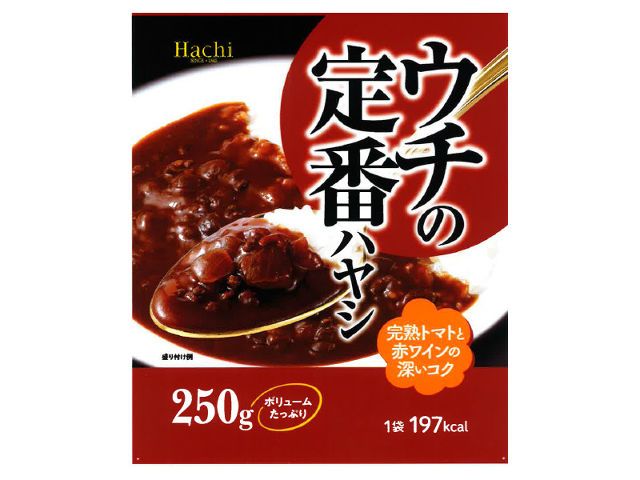 Hachi
ウチの
定番ハヤシ
完熟トマトと
赤ワインの
深いコク
盛り付け例
250g
ボリューム
たっぷり
1袋 197kcal